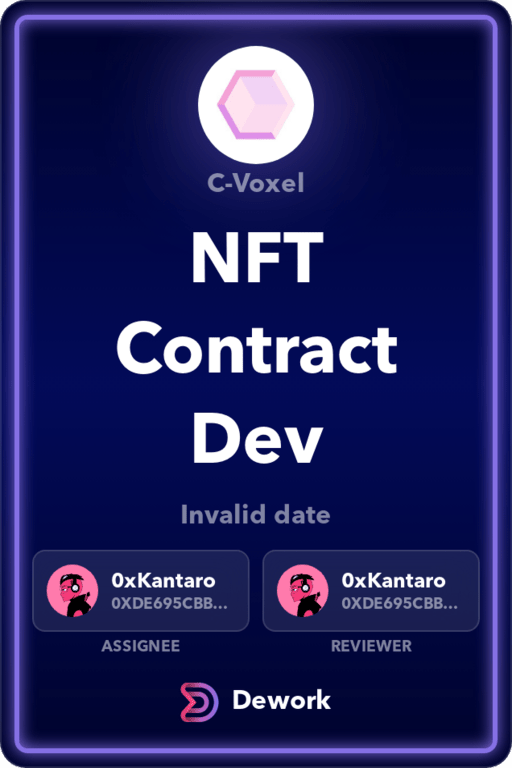 C-Voxel
NFT
Contract
Dev
Invalid date
0xKantaro
0XDE695CBB...
0xKantaro
0XDE695CBB...
ASSIGNEE
REVIEWER
Dework